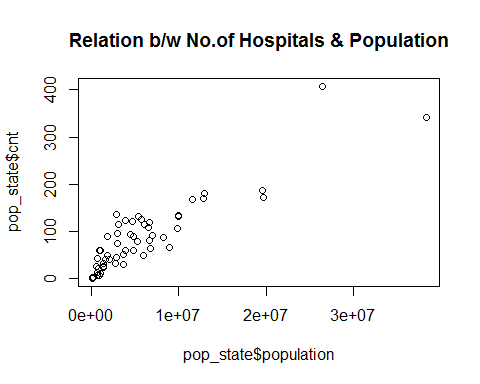 Relation b/w No.of Hospitals & Population
pop_state$cnt
400
300
200
100
0
0e+00
1e+07
2e+07
3e+07
pop_state$population